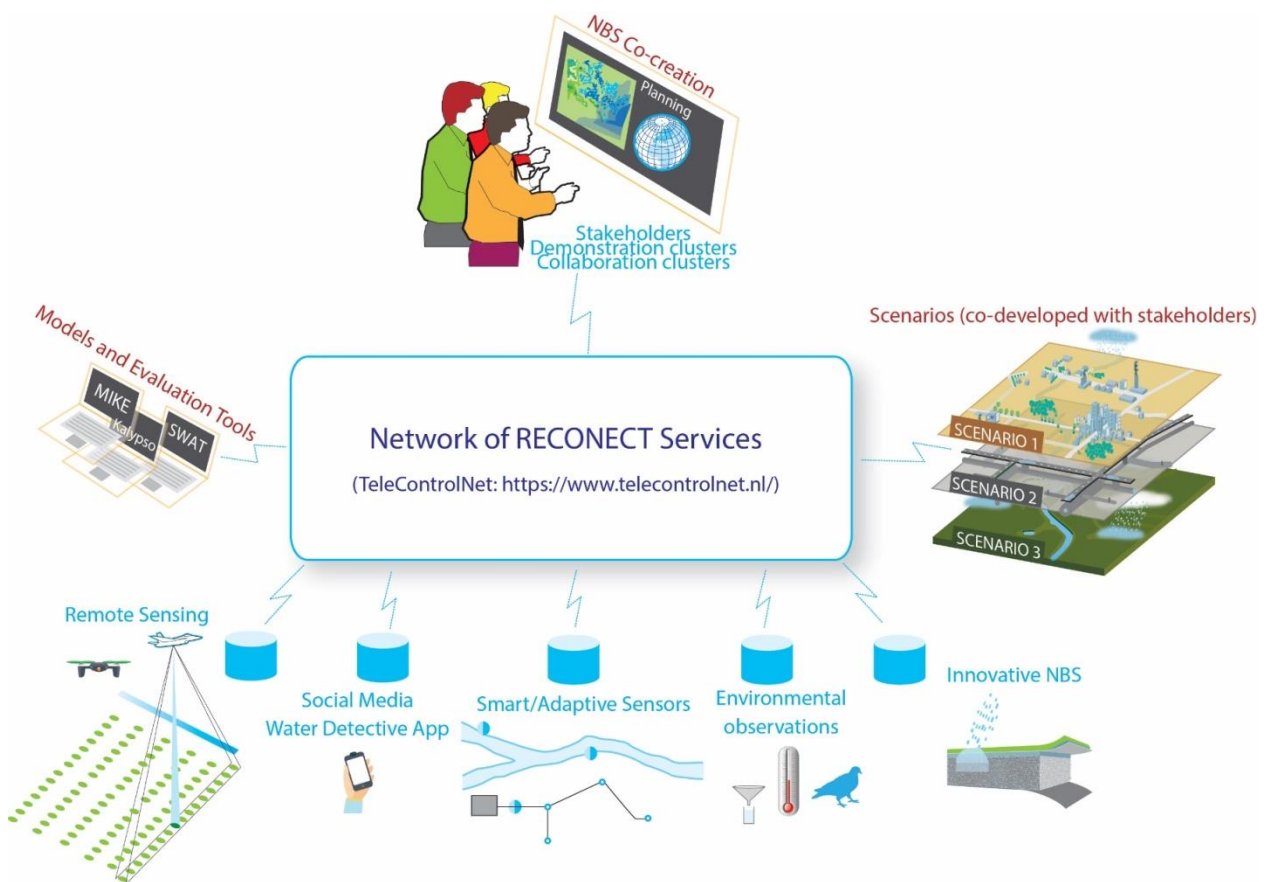 NBS Co-creation
Planning
Stakeholders
Demonstration clusters
Collaboration clusters
Models and Evaluation Tools
MIKE
Kalypso
SWAT
Scenarios (co-developed with stakeholders)
SCENARIO 1
SCENARIO 2
SCENARIO 3
Network of RECONECT Services
(TeleControlNet: https://www.telecontrolnet.nl/)
Remote Sensing
Social Media
Water Detective App
Smart/Adaptive Sensors
Environmental
observations
Innovative NBS